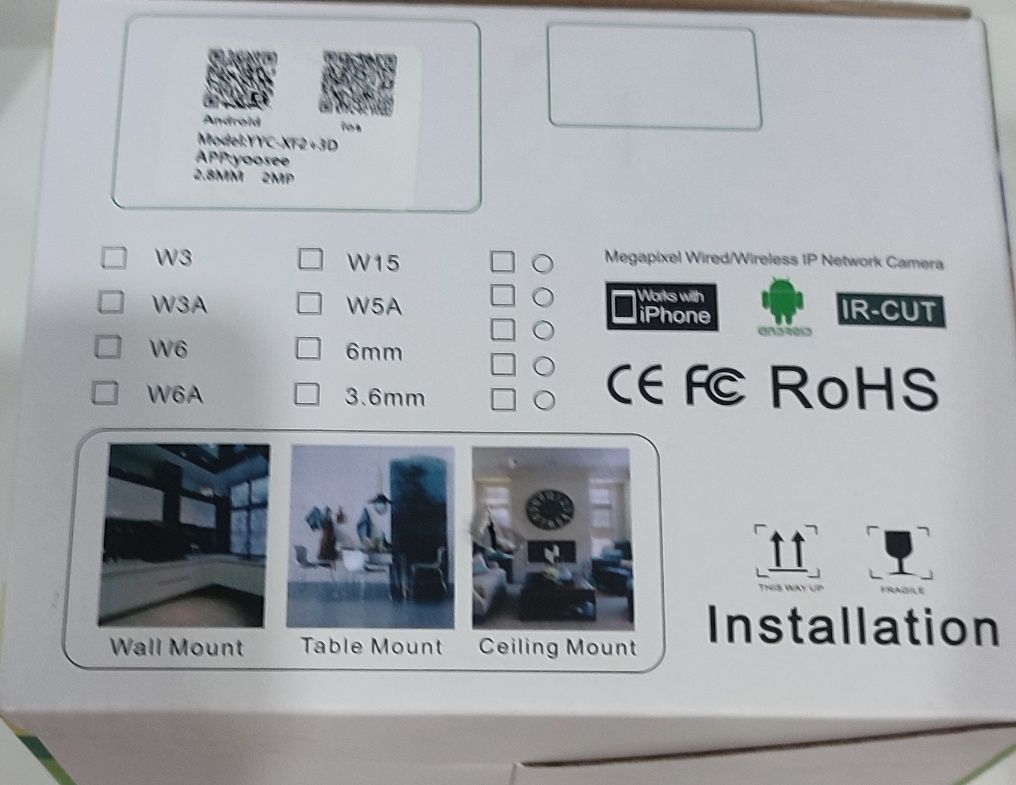 Android
ios
Model:YYC-XF2+3D
APP:yoosee
2.8MM 2MP
W3
W3A
W6
W6A
W15
W5A
6mm
3.6mm
Megapixel Wired/Wireless IP Network Camera
Works with
iPhone
ANDROID
IR-CUT
CE FC RoHS
Wall Mount
Table Mount
Ceiling Mount
THIS WAY UP
FRAGILE
Installation